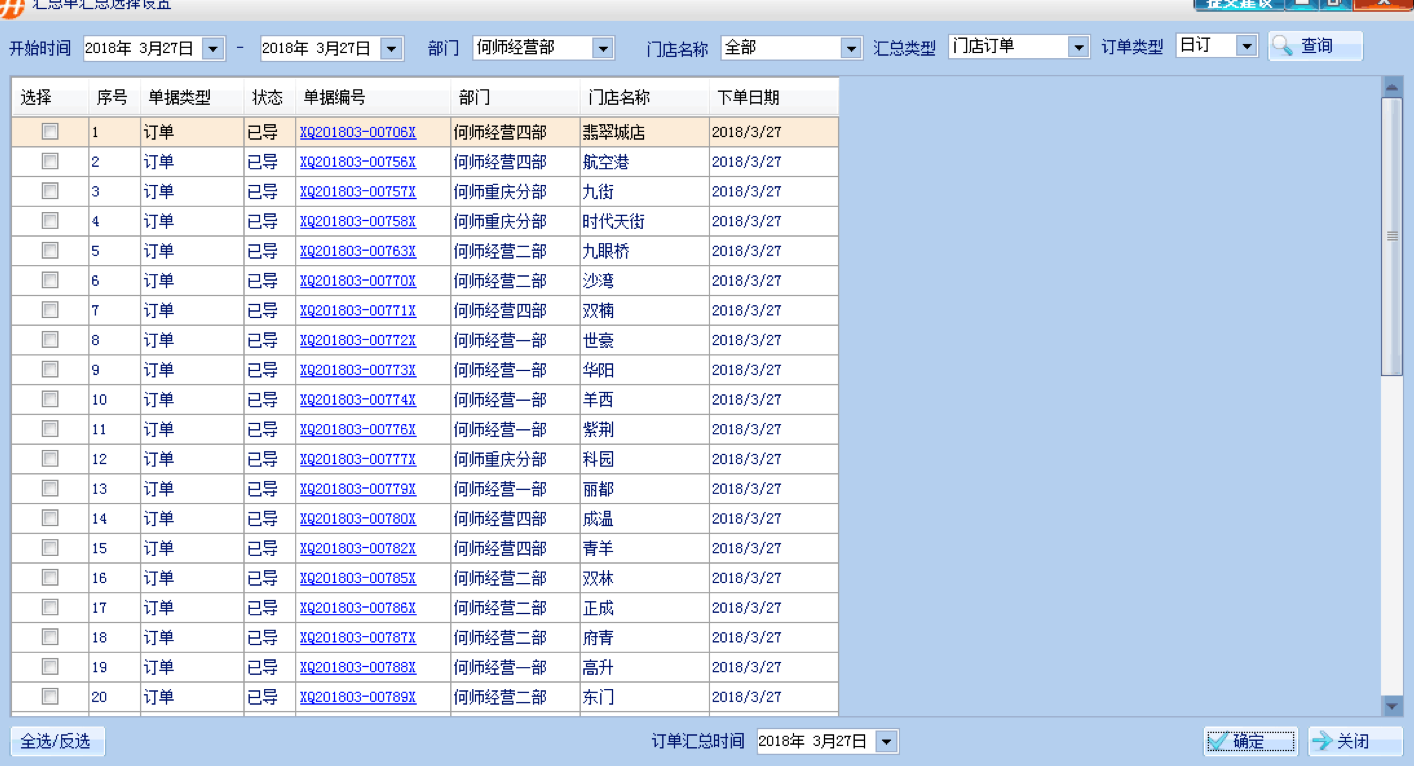 汇总单汇总选择设置 提交建议
开始时间 2018年 3月27日 - 2018年 3月27日 部门 何师经营部 门店名称 全部 汇总类型 门店订单 订单类型 日订 查询
选择 序号 单据类型 状态 单据编号 部门 门店名称 下单日期
1 订单 已导 XQ201803-00706X 何师经营四部 翡翠城店 2018/3/27
2 订单 已导 XQ201803-00756X 何师经营四部 航空港 2018/3/27
3 订单 已导 XQ201803-00757X 何师重庆分部 九街 2018/3/27
4 订单 已导 XQ201803-00758X 何师重庆分部 时代天街 2018/3/27
5 订单 已导 XQ201803-00763X 何师经营二部 九眼桥 2018/3/27
6 订单 已导 XQ201803-00770X 何师经营二部 沙湾 2018/3/27
7 订单 已导 XQ201803-00771X 何师经营四部 双楠 2018/3/27
8 订单 已导 XQ201803-00772X 何师经营一部 世豪 2018/3/27
9 订单 已导 XQ201803-00773X 何师经营一部 华阳 2018/3/27
10 订单 已导 XQ201803-00774X 何师经营一部 羊西 2018/3/27
11 订单 已导 XQ201803-00776X 何师经营一部 紫荆 2018/3/27
12 订单 已导 XQ201803-00777X 何师重庆分部 科园 2018/3/27
13 订单 已导 XQ201803-00779X 何师经营一部 丽都 2018/3/27
14 订单 已导 XQ201803-00780X 何师经营四部 成温 2018/3/27
15 订单 已导 XQ201803-00782X 何师经营四部 青羊 2018/3/27
16 订单 已导 XQ201803-00785X 何师经营二部 双林 2018/3/27
17 订单 已导 XQ201803-00786X 何师经营二部 正成 2018/3/27
18 订单 已导 XQ201803-00787X 何师经营二部 府青 2018/3/27
19 订单 已导 XQ201803-00788X 何师经营一部 高升 2018/3/27
20 订单 已导 XQ201803-00789X 何师经营二部 东门 2018/3/27
全选/反选 订单汇总时间 2018年 3月27日 确定 关闭